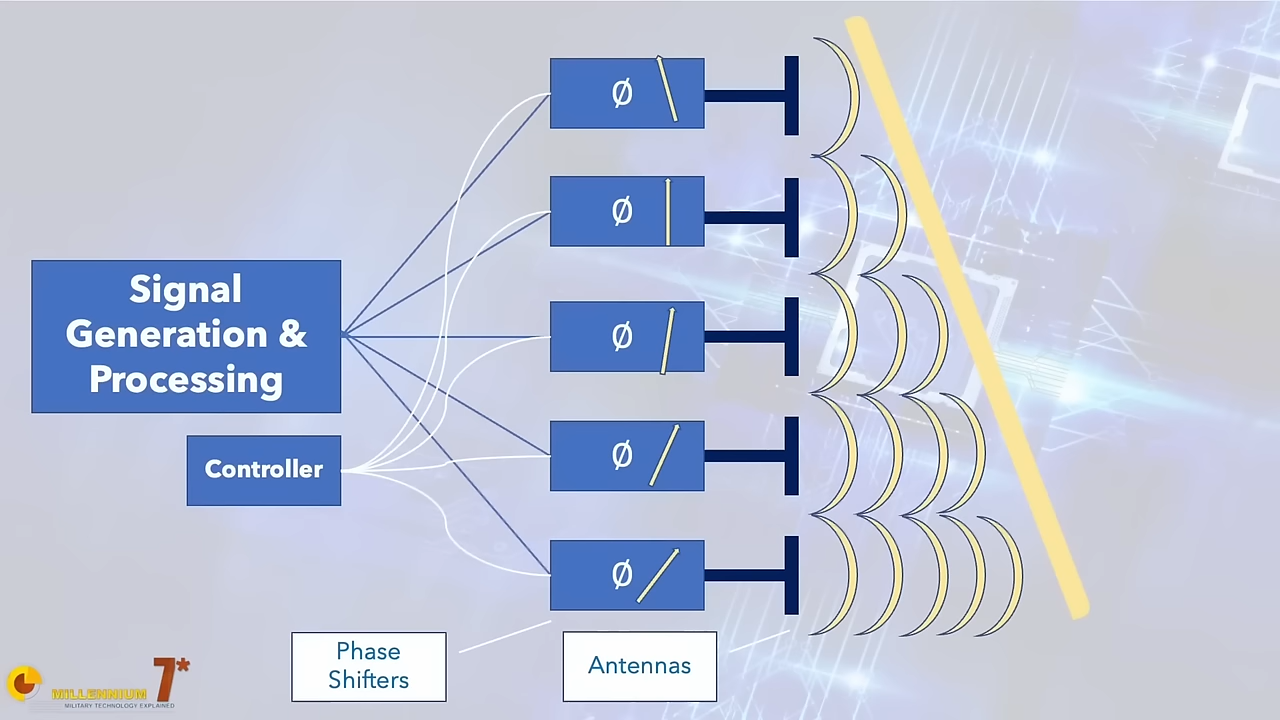 Signal
Generation &
Processing
Controller
Ø
Ø
Ø
Ø
Ø
Phase
Shifters
Antennas
MILLENNIUM 7*
MILITARY TECHNOLOGY EXPLAINED